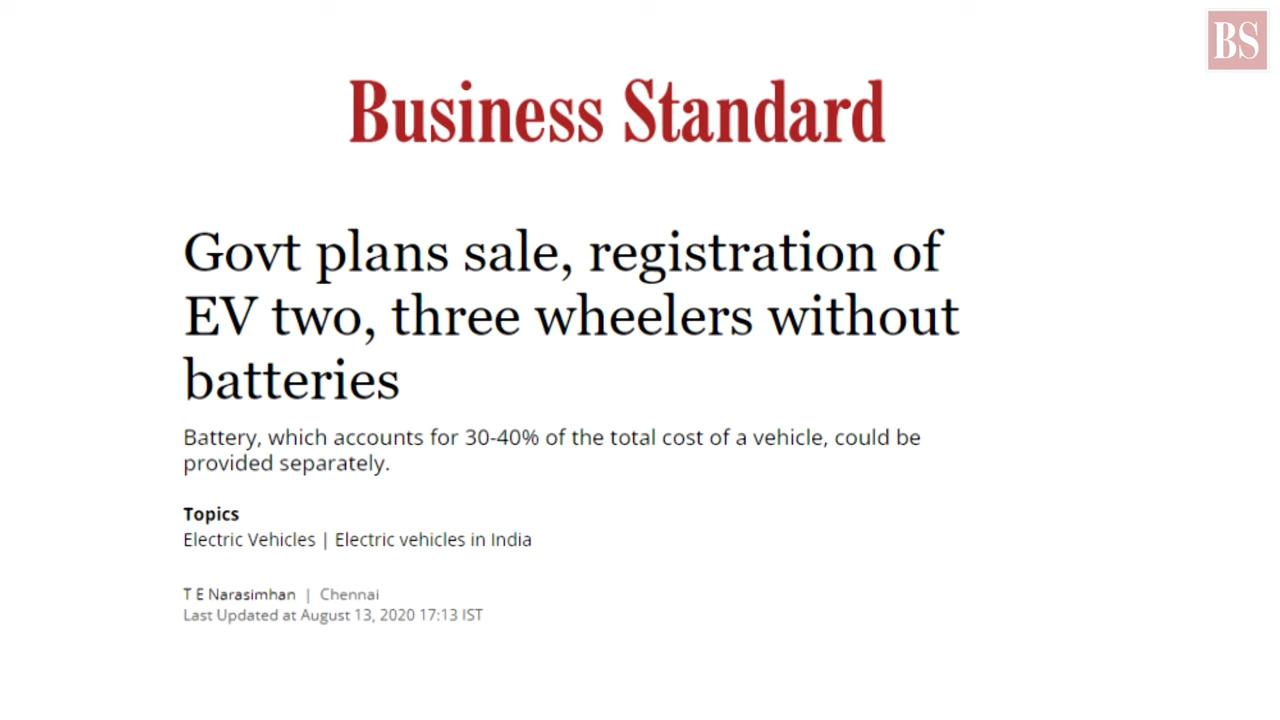 BS
Business Standard
Govt plans sale, registration of
EV two, three wheelers without
batteries
Battery, which accounts for 30-40% of the total cost of a vehicle, could be
provided separately.
Topics
Electric Vehicles | Electric vehicles in India
T E Narasimhan | Chennai
Last Updated at August 13, 2020 17:13 IST